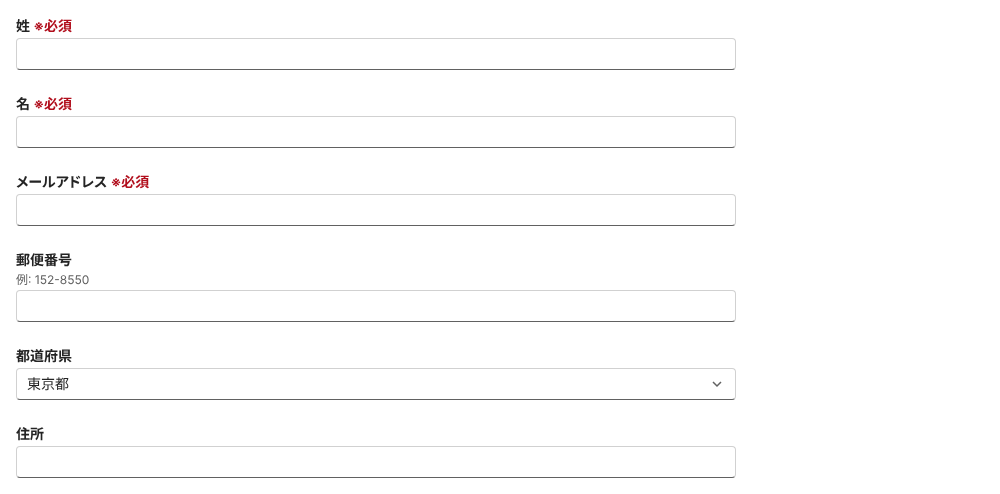 姓 ※必須
名 ※必須
メールアドレス ※必須
郵便番号
例: 152-8550
都道府県
東京都
住所